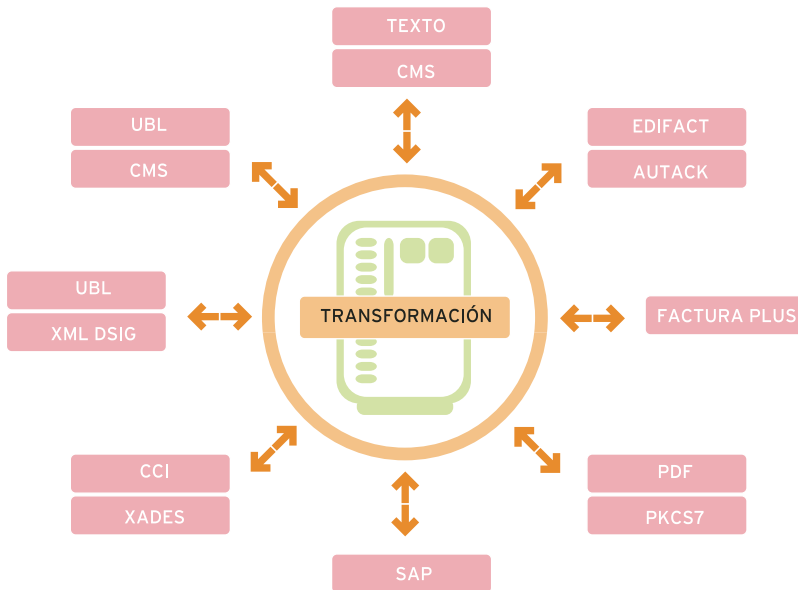 TEXTO
CMS
UBL
CMS
EDIFACT
AUTACK
UBL
XML DSIG
TRANSFORMACIÓN
FACTURA PLUS
CCI
XADES
PDF
PKCS7
SAP